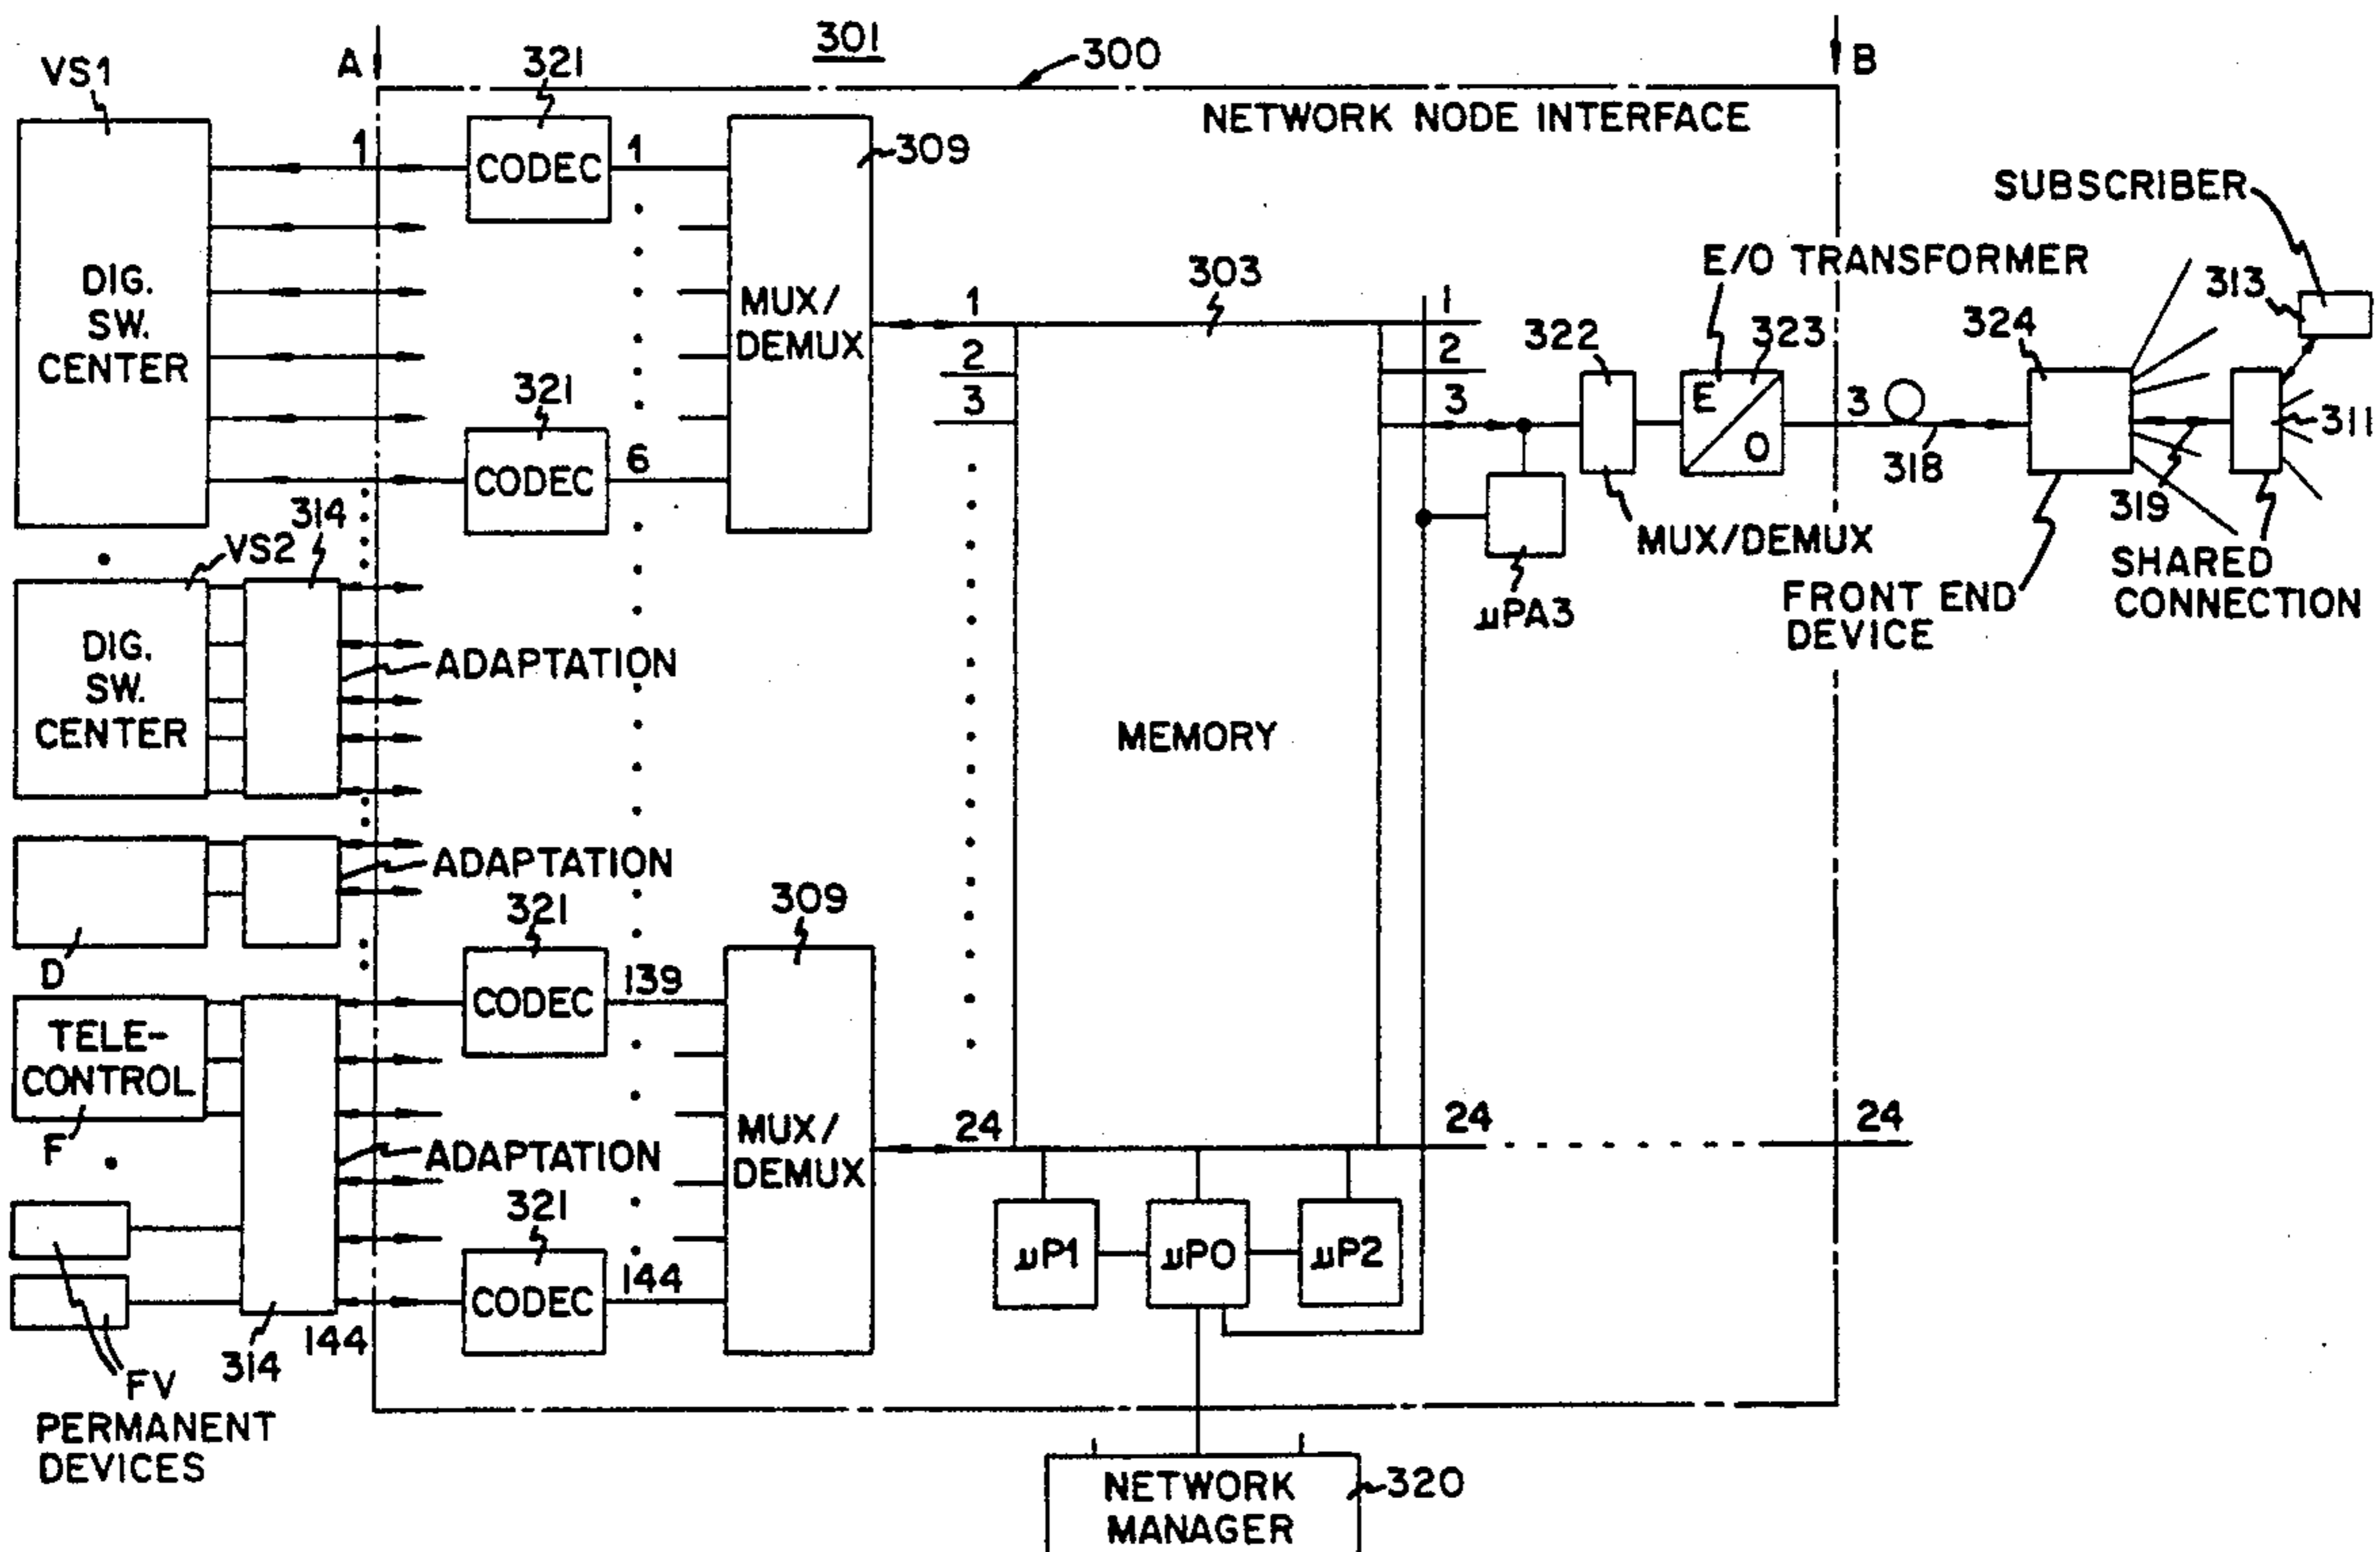 301
300
A
B
VS1
321
NETWORK NODE INTERFACE
1
CODEC
1
309
DIG.
SW.
CENTER
MUX/
DEMUX
321
CODEC
6
303
1
2
3
1
2
3
322
E/O TRANSFORMER
323
E
O
MUX/DEMUX
µPA3
3
318
324
FRONT END
DEVICE
319
SUBSCRIBER
313
311
SHARED
CONNECTION
314
VS2
DIG.
SW.
CENTER
ADAPTATION
MEMORY
ADAPTATION
D
321
CODEC
139
309
TELE-
CONTROL
F
ADAPTATION
MUX/
DEMUX
24
24
24
321
CODEC
144
µP1
µP0
µP2
314
144
FV
PERMANENT
DEVICES
NETWORK
MANAGER
320